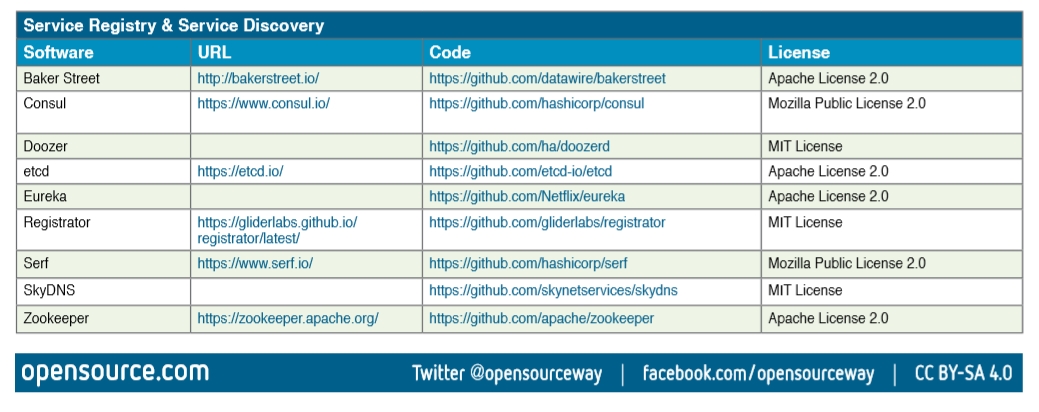 Service Registry & Service Discovery
Software URL Code License
Baker Street http://bakerstreet.io/ https://github.com/datawire/bakerstreet Apache License 2.0
Consul https://www.consul.io/ https://github.com/hashicorp/consul Mozilla Public License 2.0
Doozer https://github.com/ha/doozerd MIT License
etcd https://etcd.io/ https://github.com/etcd-io/etcd Apache License 2.0
Eureka https://github.com/Netflix/eureka Apache License 2.0
Registrator https://gliderlabs.github.io/ https://github.com/gliderlabs/registrator MIT License
registrator/latest/
Serf https://www.serf.io/ https://github.com/hashicorp/serf Mozilla Public License 2.0
SkyDNS https://github.com/skynetservices/skydns MIT License
Zookeeper https://zookeeper.apache.org/ https://github.com/apache/zookeeper Apache License 2.0
opensource.com Twitter @opensourceway | facebook.com/opensourceway | CC BY-SA 4.0